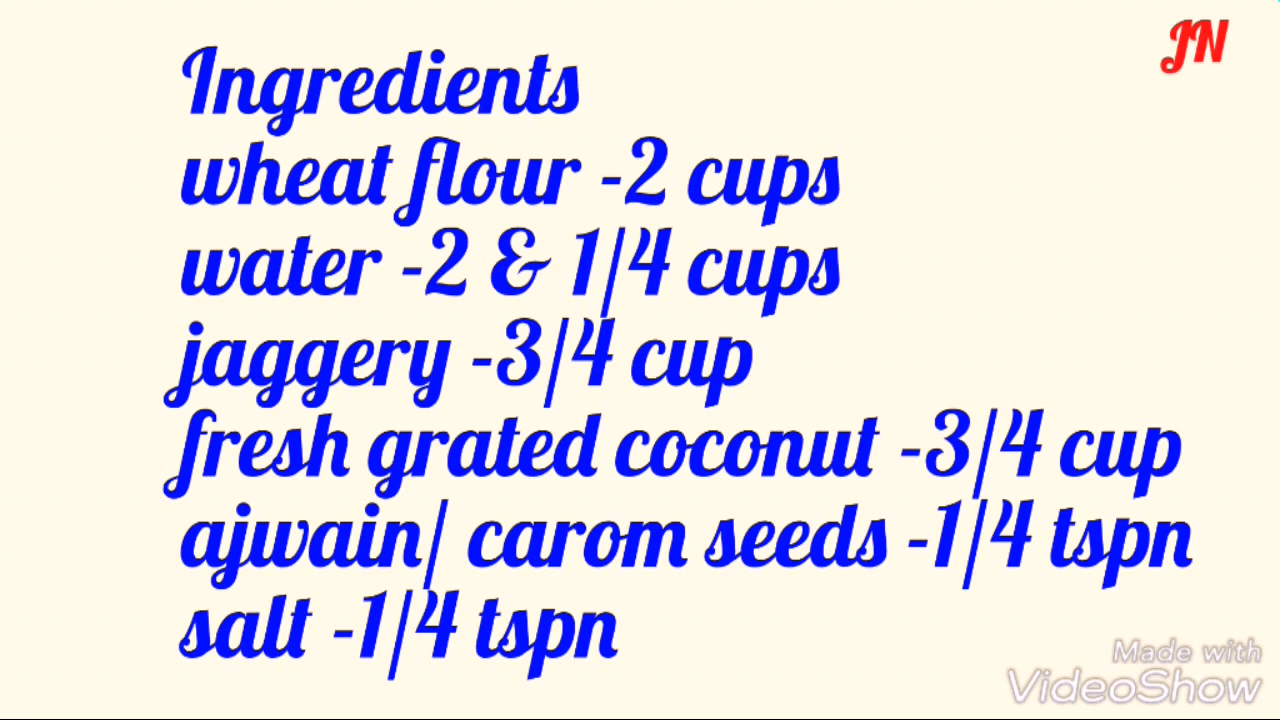 JN
Ingredients
wheat flour -2 cups
water -2 & 1/4 cups
jaggery -3/4 cup
fresh grated coconut -3/4 cup
ajwain/ carom seeds -1/4 tspn
salt -1/4 tspn
Made with
VideoShow